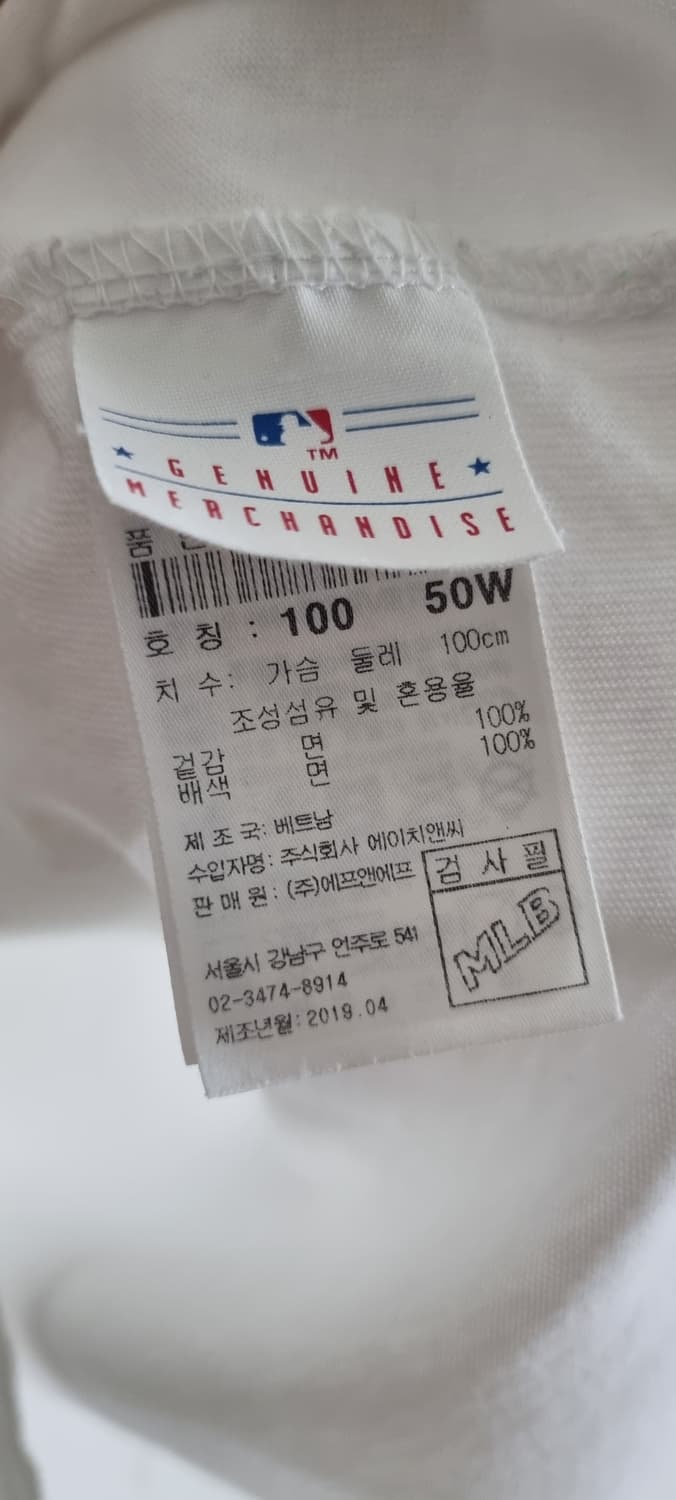 TM
GENUINE
MERCHANDISE
품
50W
호 칭 : 100
치 수: 가슴 둘레 100cm
조성섬유 및 혼용율
겉감 면 100%
배색 면 100%
제 조 국: 베트남
수입자명: 주식회사 에이치앤씨
판 매 원: (주)에프앤에프
검 사 필
MLB
서울시 강남구 언주로 541
02-3474-8914
제조년월: 2019.04